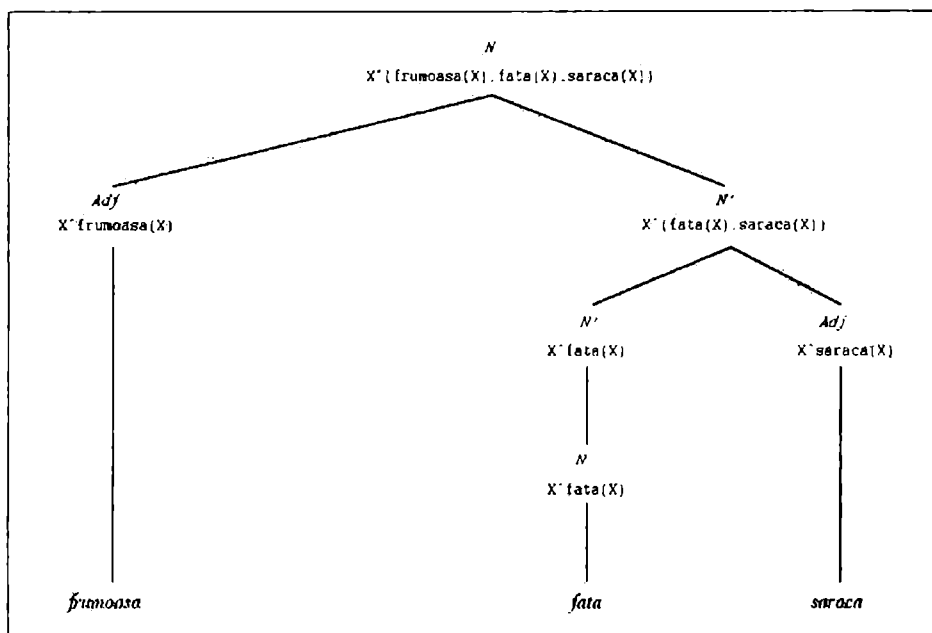 N
X^(frumoasa(X).fata(X).saraca(X))
Adj
X^frumoasa(X)
N'
X^(fata(X).saraca(X))
N'
X^fata(X)
Adj
X^saraca(X)
N
X^fata(X)
frumoasa fata saraca